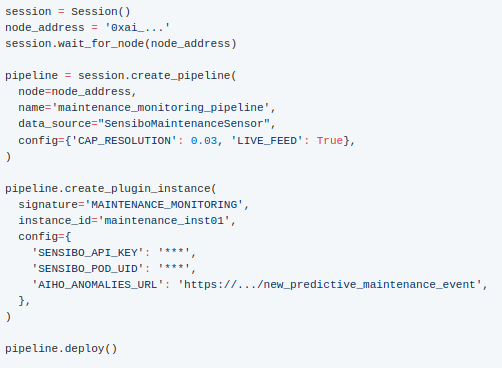 session = Session()
node_address = '0xai_...'
session.wait_for_node(node_address)

pipeline = session.create_pipeline(
  node=node_address,
  name='maintenance_monitoring_pipeline',
  data_source="SensiboMaintenanceSensor",
  config={'CAP_RESOLUTION': 0.03, 'LIVE_FEED': True},
)

pipeline.create_plugin_instance(
  signature='MAINTENANCE_MONITORING',
  instance_id='maintenance_inst01',
  config={
    'SENSIBO_API_KEY': '***',
    'SENSIBO_POD_UID': '***',
    'AIHO_ANOMALIES_URL': 'https://.../new_predictive_maintenance_event',
  },
)

pipeline.deploy()